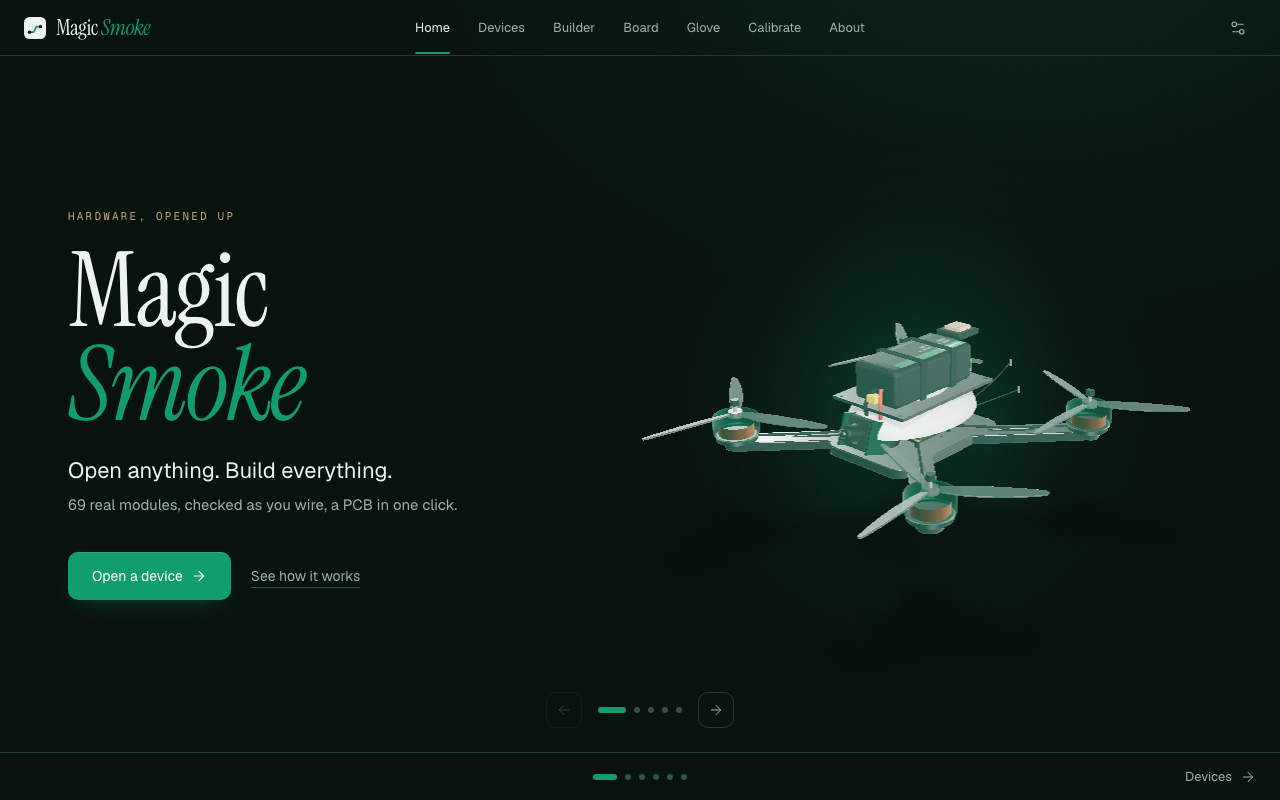 Magic Smoke
Home
Devices
Builder
Board
Glove
Calibrate
About
HARDWARE, OPENED UP
Magic
Smoke
Open anything. Build everything.
69 real modules, checked as you wire, a PCB in one click.
Open a device →
See how it works
Devices →